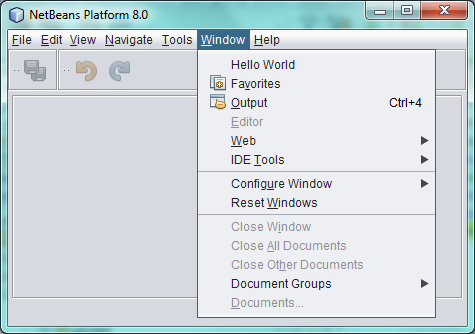 NetBeans Platform 8.0
File Edit View Navigate Tools Window Help
Hello World
Favorites
Output Ctrl+4
Editor
Web
IDE Tools
Configure Window
Reset Windows
Close Window
Close All Documents
Close Other Documents
Document Groups
Documents...